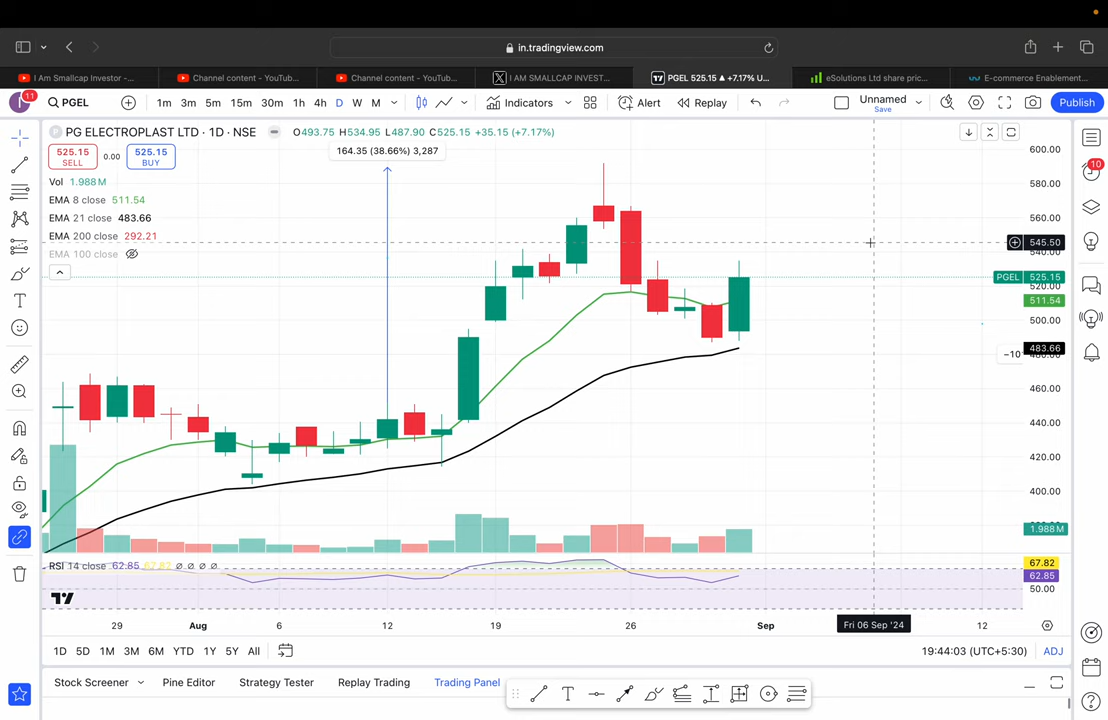 in.tradingview.com
I Am Smallcap Investor -...
Channel content - YouTub...
Channel content - YouTub...
I AM SMALLCAP INVEST...
PGEL 525.15 ▲ +7.17% U...
eSolutions Ltd share pric...
E-commerce Enablement...
11
PGEL
1m 3m 5m 15m 30m 1h 4h D W M
Indicators
Alert
Replay
Unnamed
Save
Publish
PG ELECTROPLAST LTD · 1D · NSE
O493.75 H534.95 L487.90 C525.15 +35.15 (+7.17%)
525.15
SELL
0.00
525.15
BUY
164.35 (38.66%) 3,287
Vol 1.988M
EMA 8 close 511.54
EMA 21 close 483.66
EMA 200 close 292.21
EMA 100 close
10
600.00
580.00
560.00
545.50
540.00
PGEL 525.15
520.00
511.54
500.00
483.66
480.00
−10
460.00
440.00
420.00
400.00
1.988M
RSI 14 close 62.85 67.82 ∅ ∅ ∅ ∅
67.82
62.85
50.00
29 Aug 6 12 19 26 Sep Fri 06 Sep '24 12
1D 5D 1M 3M 6M YTD 1Y 5Y All
19:44:03 (UTC+5:30)
ADJ
Stock Screener
Pine Editor
Strategy Tester
Replay Trading
Trading Panel